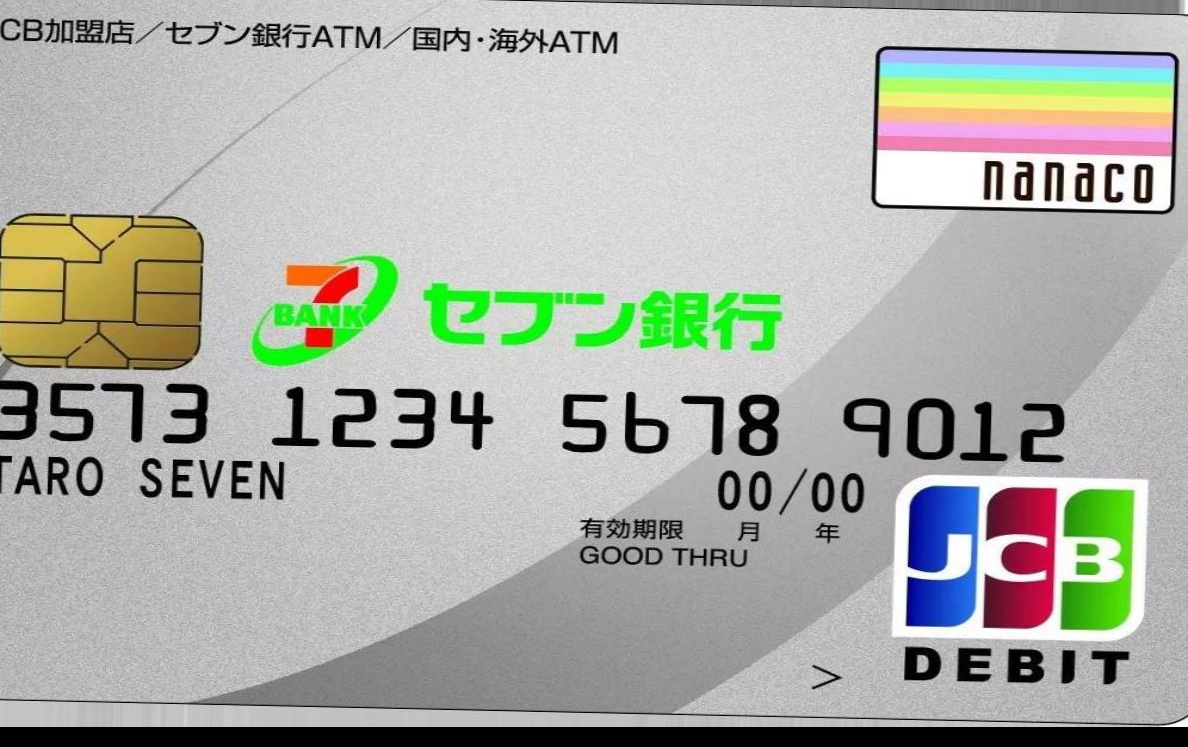 CB加盟店／セブン銀行ATM／国内・海外ATM
nanaco
7 BANK セブン銀行
3573 1234 5678 9012
TARO SEVEN
00/00
有効期限 月 年
GOOD THRU
JCB
DEBIT
>